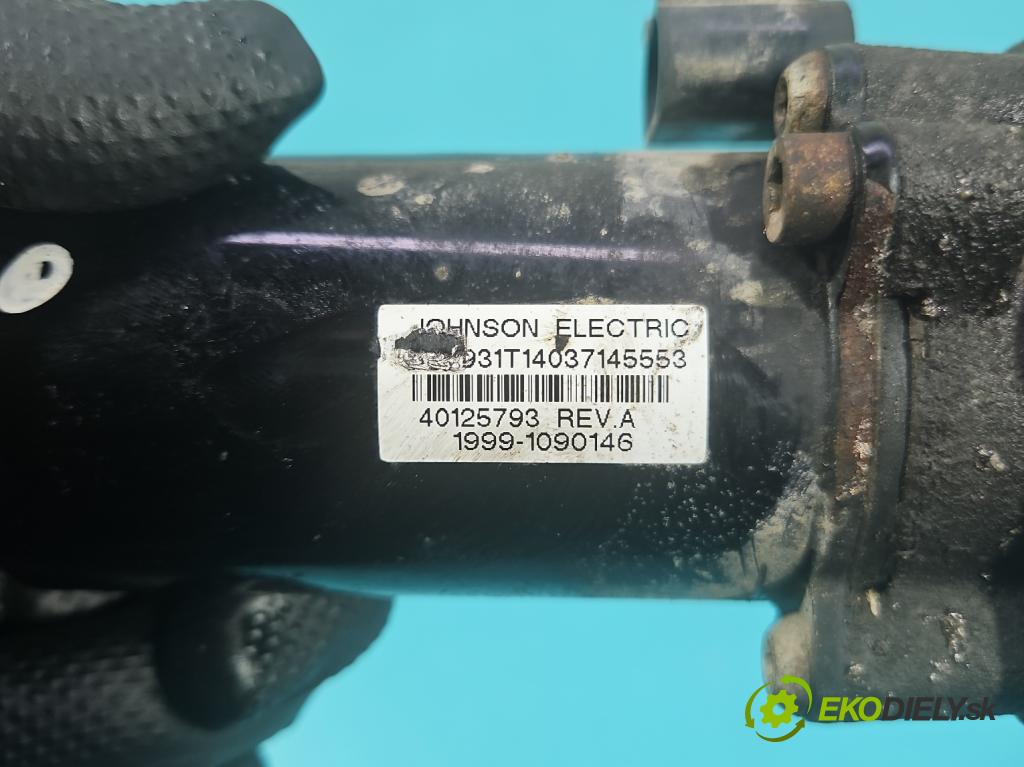 JOHNSON ELECTRIC
931T14037145553
40125793 REV.A
1999-1090146
EKODIELY.sk